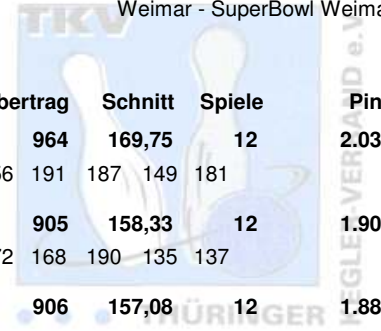 Weimar - SuperBowl Weima
bertrag Schnitt Spiele Pin
964 169,75 12 2.03
56 191 187 149 181
905 158,33 12 1.90
72 168 190 135 137
906 157,08 12 1.88
TKV
THÜRINGER
KEGLER-VERBAND e.V.